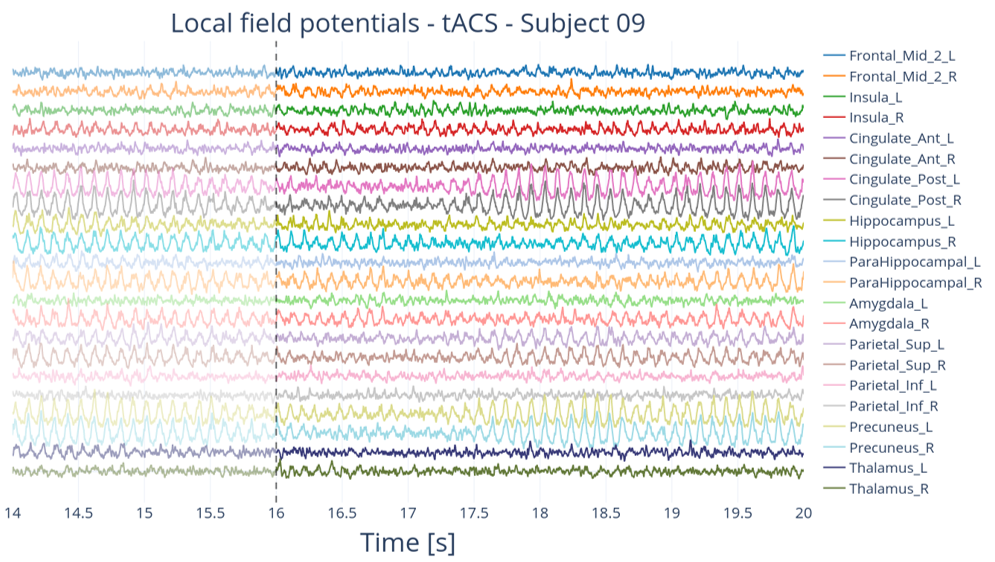 Local field potentials - tACS - Subject 09
Frontal_Mid_2_L
Frontal_Mid_2_R
Insula_L
Insula_R
Cingulate_Ant_L
Cingulate_Ant_R
Cingulate_Post_L
Cingulate_Post_R
Hippocampus_L
Hippocampus_R
ParaHippocampal_L
ParaHippocampal_R
Amygdala_L
Amygdala_R
Parietal_Sup_L
Parietal_Sup_R
Parietal_Inf_L
Parietal_Inf_R
Precuneus_L
Precuneus_R
Thalamus_L
Thalamus_R
14 14.5 15 15.5 16 16.5 17 17.5 18 18.5 19 19.5 20
Time [s]